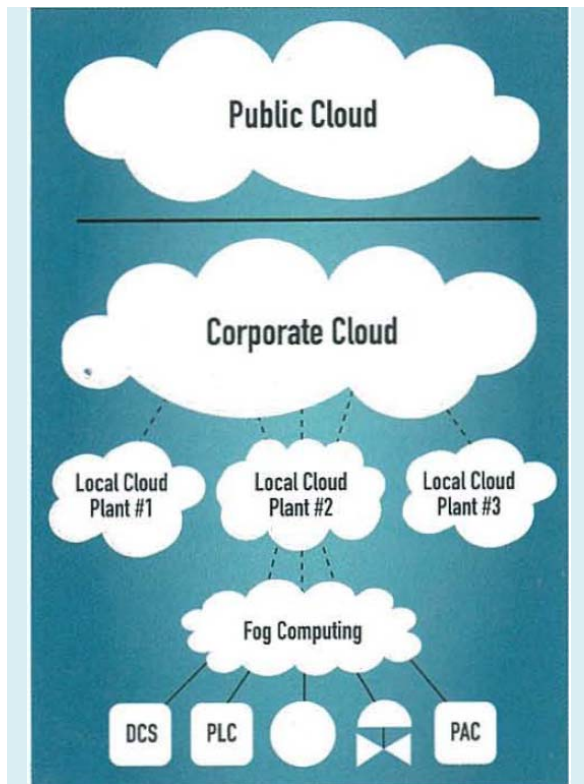 Public Cloud
Corporate Cloud
Local Cloud
Plant #1
Local Cloud
Plant #2
Local Cloud
Plant #3
Fog Computing
DCS
PLC
PAC